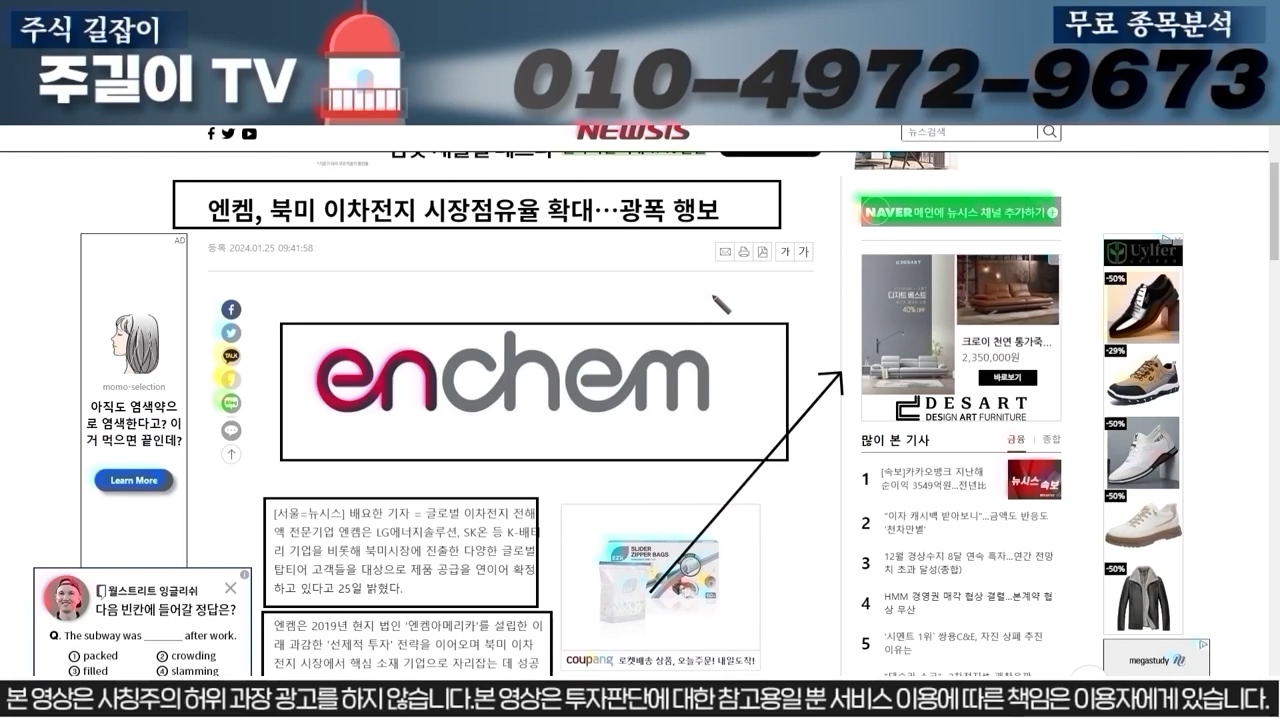 주식 길잡이
주길이 TV
무료 종목분석
010-4972-9673
NEWSIS
뉴스검색
엔켐, 북미 이차전지 시장점유율 확대…광폭 행보
등록 2024.01.25 09:41:58
가 가
NAVER 메인에 뉴스시 채널 추가하기
AD
momo-selection
아직도 염색약으
로 염색한다고? 이
거 먹으면 끝인데?
Learn More
TALK
Blog
enchem
[서울=뉴시스] 배요한 기자 = 글로벌 이차전지 전해
액 전문기업 엔켐은 LG에너지솔루션, SK온 등 K-배터
리 기업을 비롯해 북미시장에 진출한 다양한 글로벌
탑티어 고객들을 대상으로 제품 공급을 연이어 확정
하고 있다고 25일 밝혔다.
엔켐은 2019년 현지 법인 '엔켐아메리카'를 설립한 이
래 과감한 '선제적 투자' 전략을 이어오며 북미 이차
전지 시장에서 핵심 소재 기업으로 자리잡는 데 성공
SLIDER
ZIPPER BAGS
coupang 로켓배송 상품, 오늘주문! 내일도착!
월스트리트 잉글리쉬
다음 빈칸에 들어갈 정답은?
Q. The subway was _______ after work.
① packed ② crowding
③ filled ④ slamming
DESART
디자트 베스트
40%
크로이 천연 통가죽...
2,350,000원
바로보기
DESART
DESIGN ART FURNITURE
많이 본 기사
금융 종합
1 [속보]카카오뱅크 지난해
순이익 3549억원...전년比
뉴시스 속보
2 "이자 캐시백 받아보니"...금액도 반응도
'천차만별'
3 12월 경상수지 8달 연속 흑자...연간 전망
치 초과 달성(종합)
4 HMM 경영권 매각 협상 결렬...본계약 협
상 무산
5 '시멘트 1위' 쌍용C&E, 자진 상폐 추진
이유는
Uylfer
-50%
-29%
-50%
-50%
-50%
megastudy
본 영상은 사칭주의 허위 과장 광고를 하지 않습니다.본 영상은 투자판단에 대한 참고용일 뿐 서비스 이용에 따른 책임은 이용자에게 있습니다.